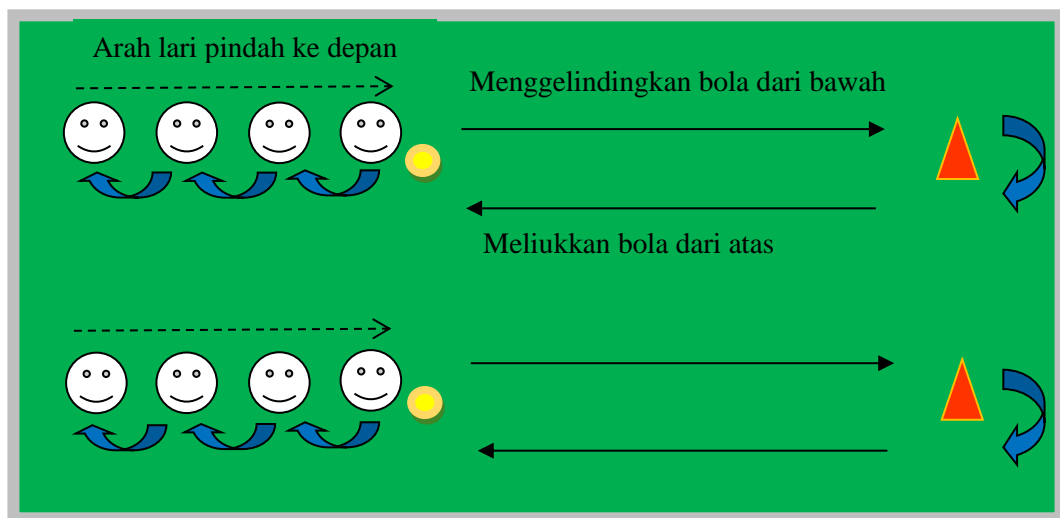 Arah lari pindah ke depan
Menggelindingkan bola dari bawah
Meliukkan bola dari atas